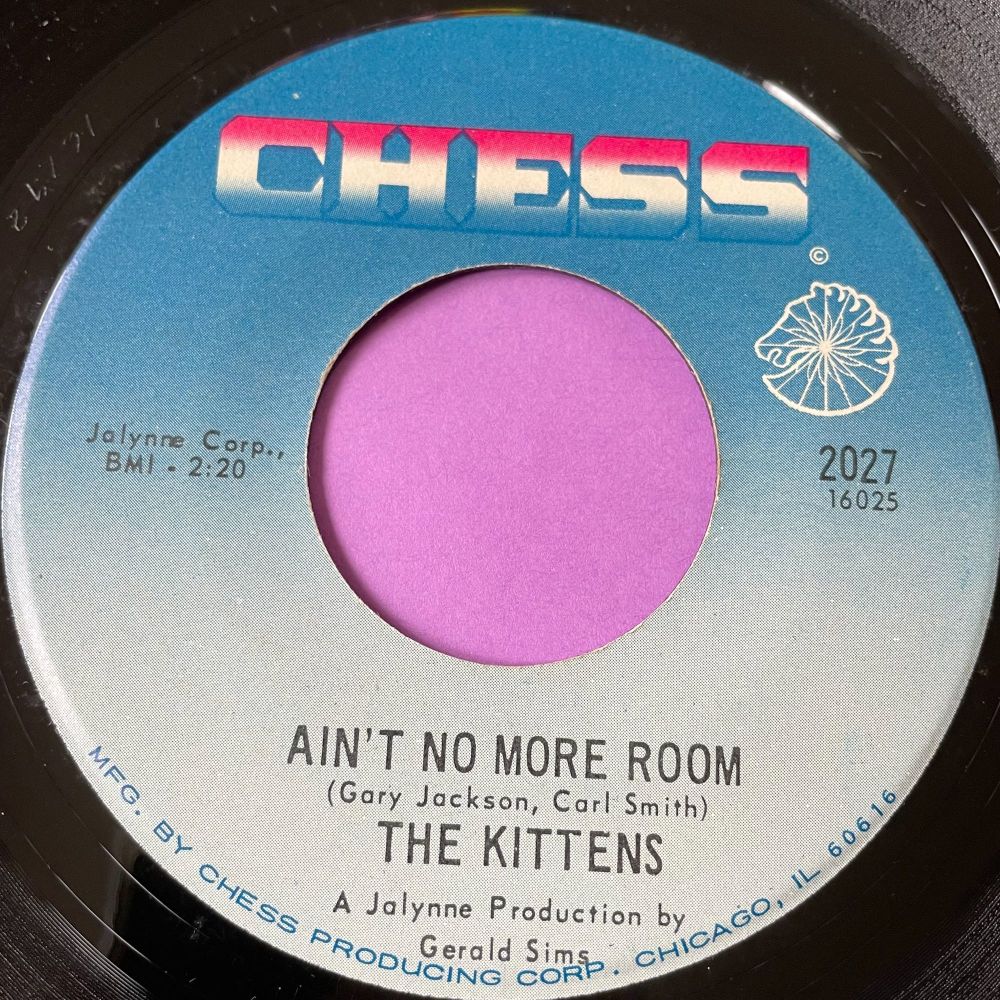 CHESS
©
Jalynne Corp.,
BMI - 2:20
2027
16025
AIN'T NO MORE ROOM
(Gary Jackson, Carl Smith)
THE KITTENS
A Jalynne Production by
Gerald Sims
MFG. BY CHESS PRODUCING CORP. CHICAGO, IL 60616